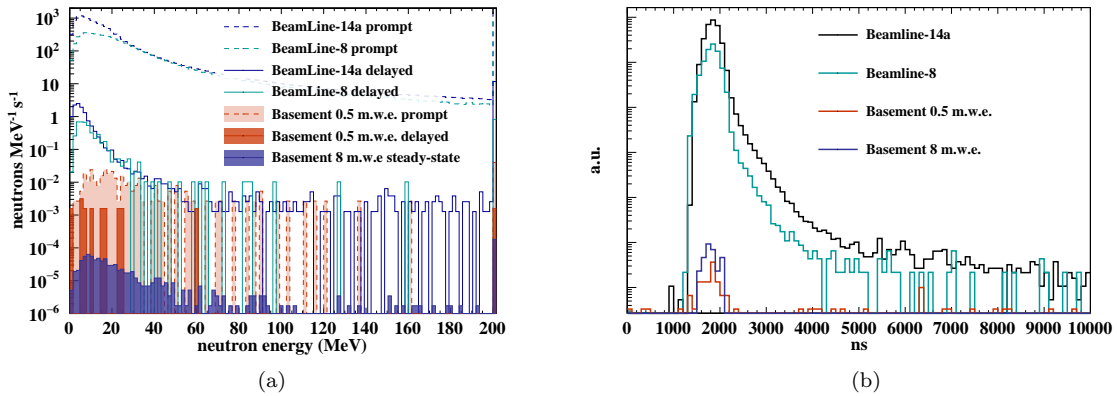 neutrons MeV⁻¹ s⁻¹
10³
10²
10
1
10⁻¹
10⁻²
10⁻³
10⁻⁴
10⁻⁵
10⁻⁶
BeamLine-14a prompt
BeamLine-8 prompt
BeamLine-14a delayed
BeamLine-8 delayed
Basement 0.5 m.w.e. prompt
Basement 0.5 m.w.e. delayed
Basement 8 m.w.e steady-state
0 20 40 60 80 100 120 140 160 180 200
neutron energy (MeV)
(a)
a.u.
Beamline-14a
Beamline-8
Basement 0.5 m.w.e.
Basement 8 m.w.e.
0 1000 2000 3000 4000 5000 6000 7000 8000 9000 10000
ns
(b)